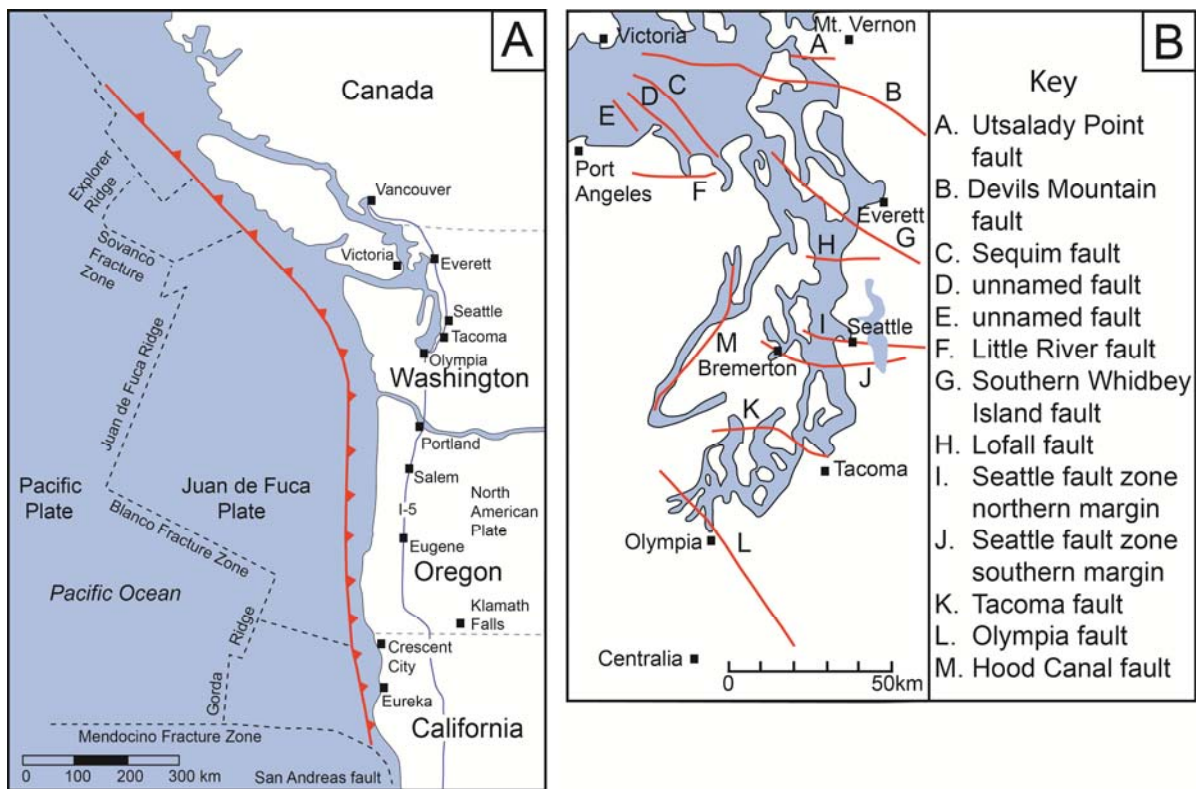 A
Canada
Explorer
Ridge
Vancouver
Sovanco
Fracture
Zone
Victoria
Everett
Seattle
Tacoma
Olympia
Washington
Juan de Fuca Ridge
Portland
Salem
Pacific
Plate
Juan de Fuca
Plate
North
American
Plate
I-5
Blanco Fracture Zone
Eugene
Oregon
Pacific Ocean
Klamath
Falls
Gorda
Ridge
Crescent
City
Eureka
California
Mendocino Fracture Zone
0 100 200 300 km
San Andreas fault
B
Victoria
Mt. Vernon
A
B
C
D
E
Port
Angeles
F
Everett
G
H
I
Seattle
M
Bremerton
J
K
Tacoma
Olympia
L
Centralia
0 50km
Key
A. Utsalady Point
fault
B. Devils Mountain
fault
C. Sequim fault
D. unnamed fault
E. unnamed fault
F. Little River fault
G. Southern Whidbey
Island fault
H. Lofall fault
I. Seattle fault zone
northern margin
J. Seattle fault zone
southern margin
K. Tacoma fault
L. Olympia fault
M. Hood Canal fault